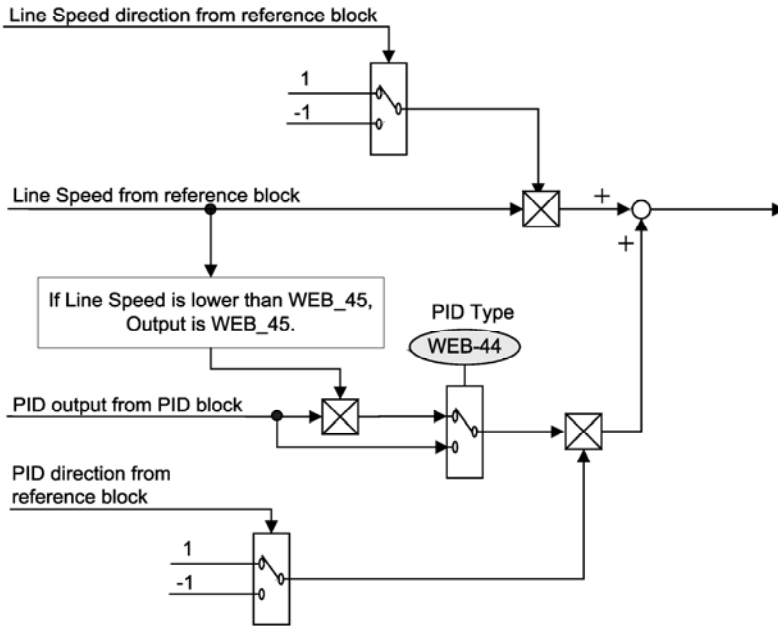 Line Speed direction from reference block
1
-1
Line Speed from reference block
+
+
If Line Speed is lower than WEB_45,
Output is WEB_45.
PID Type
WEB-44
PID output from PID block
PID direction from
reference block
1
-1